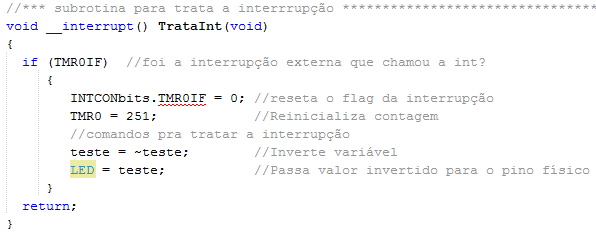 //*** subrotina para trata a interrrupção ********************************
void __interrupt() TrataInt(void)
{
if (TMR0IF) //foi a interrupção externa que chamou a int?
{
INTCONbits.TMR0IF = 0; //reseta o flag da interrupção
TMR0 = 251; //Reinicializa contagem
//comandos pra tratar a interrupção
teste = ~teste; //Inverte variável
LED = teste; //Passa valor invertido para o pino físico
}
return;
}